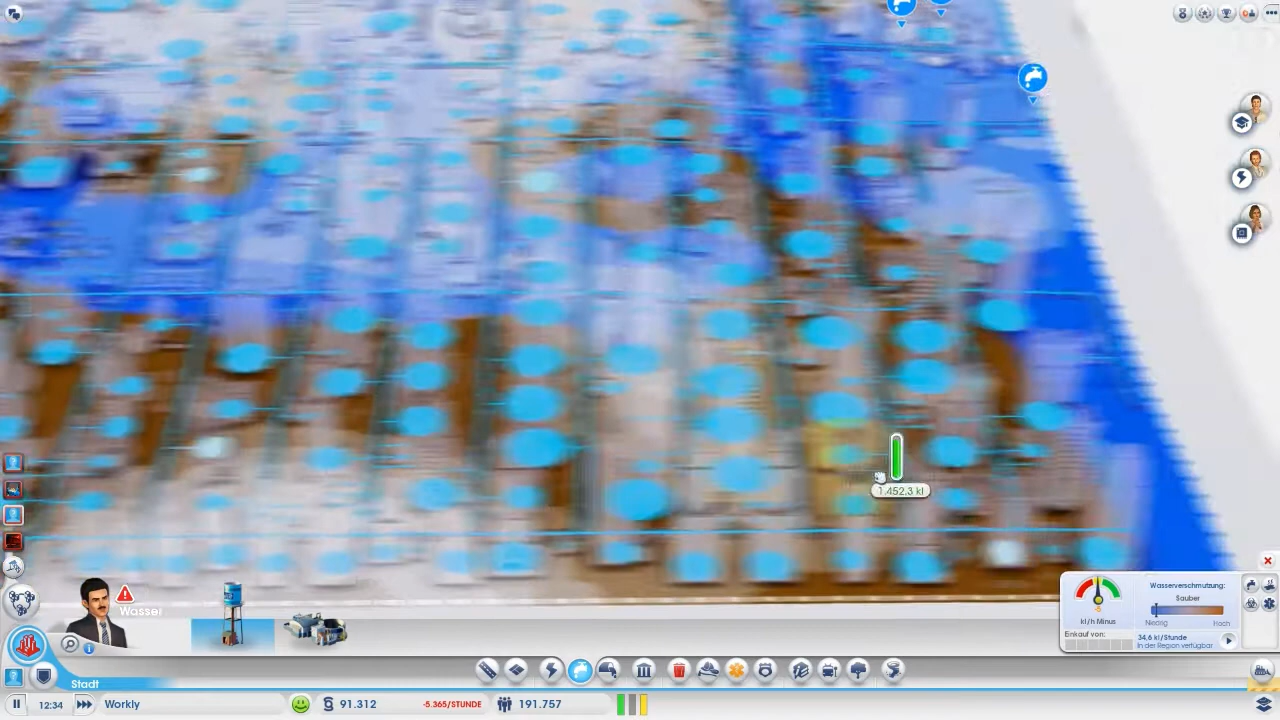 1.452,3 kl
Wasser
Wasserverschmutzung:
Sauber
kl/h Minus
Niedrig
Hoch
Einkauf von:
34,6 kl/Stunde
In der Region verfügbar
Stadt
12:34
Workly
91.312
-5.365/STUNDE
191.757